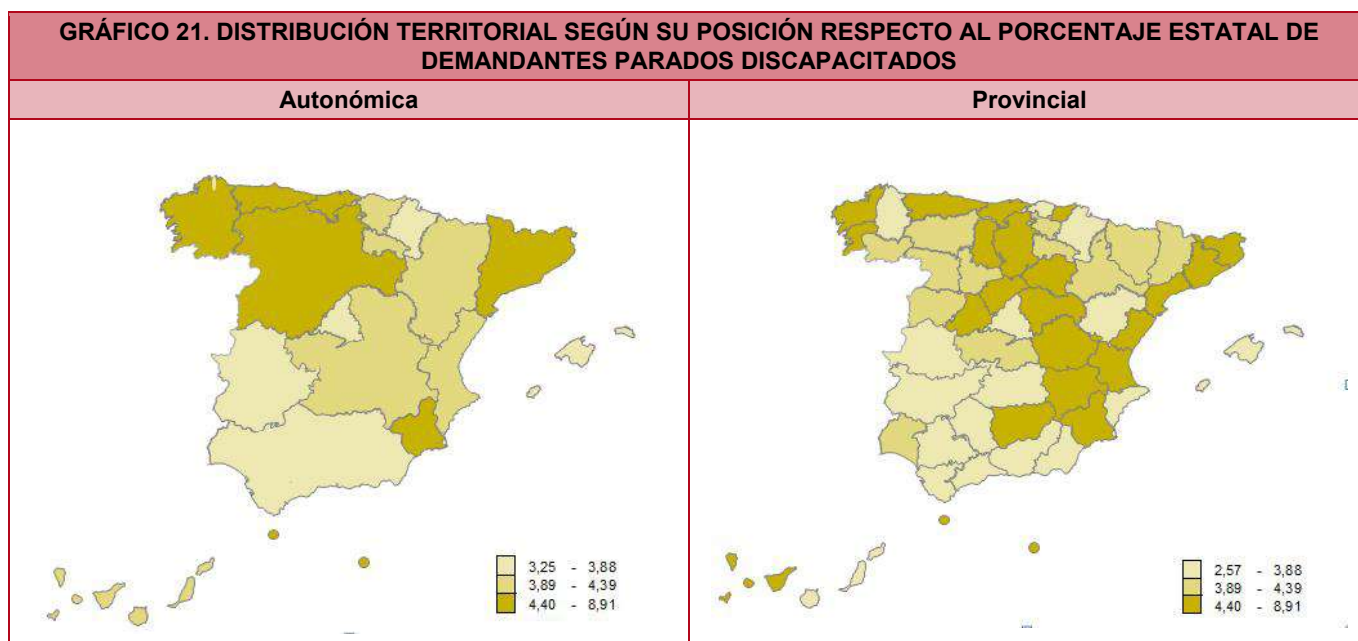 GRÁFICO 21. DISTRIBUCIÓN TERRITORIAL SEGÚN SU POSICIÓN RESPECTO AL PORCENTAJE ESTATAL DE
DEMANDANTES PARADOS DISCAPACITADOS
Autonómica
Provincial
3,25 - 3,88
3,89 - 4,39
4,40 - 8,91
2,57 - 3,88
3,89 - 4,39
4,40 - 8,91